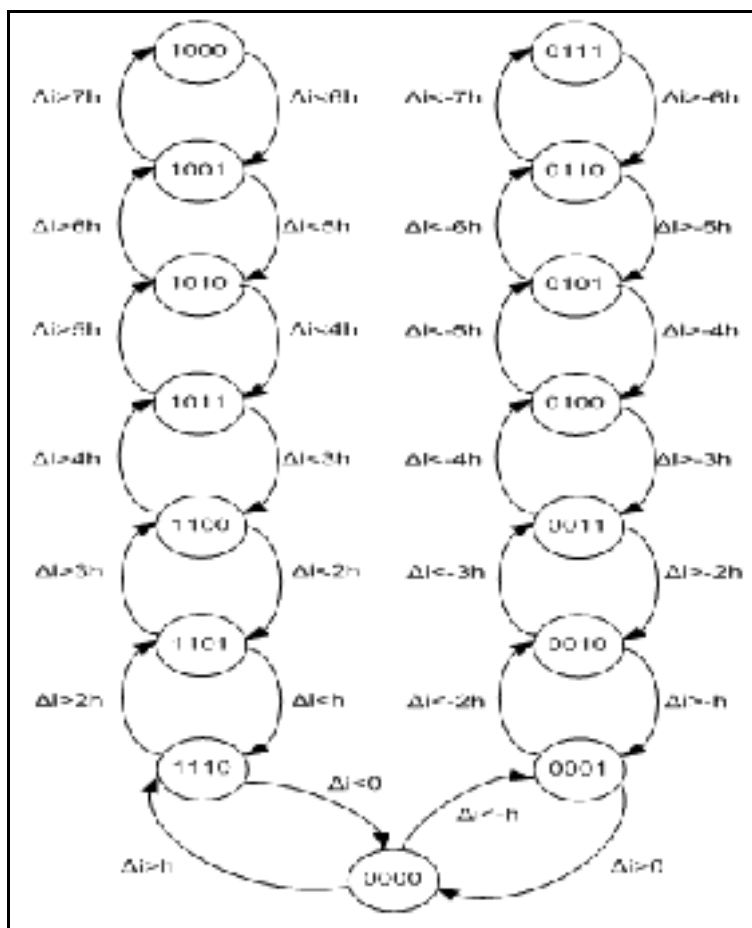 1000 0111
Δi>7h Δi<6h Δi<-7h Δi>-6h
1001 0110
Δi>6h Δi<5h Δi<-6h Δi>-5h
1010 0101
Δi>5h Δi<4h Δi<-5h Δi>-4h
1011 0100
Δi>4h Δi<3h Δi<-4h Δi>-3h
1100 0011
Δi>3h Δi<2h Δi<-3h Δi>-2h
1101 0010
Δi>2h Δi<h Δi<-2h Δi>-h
1110 0001
Δi<0 Δi<-h
Δi>h 0000 Δi>0